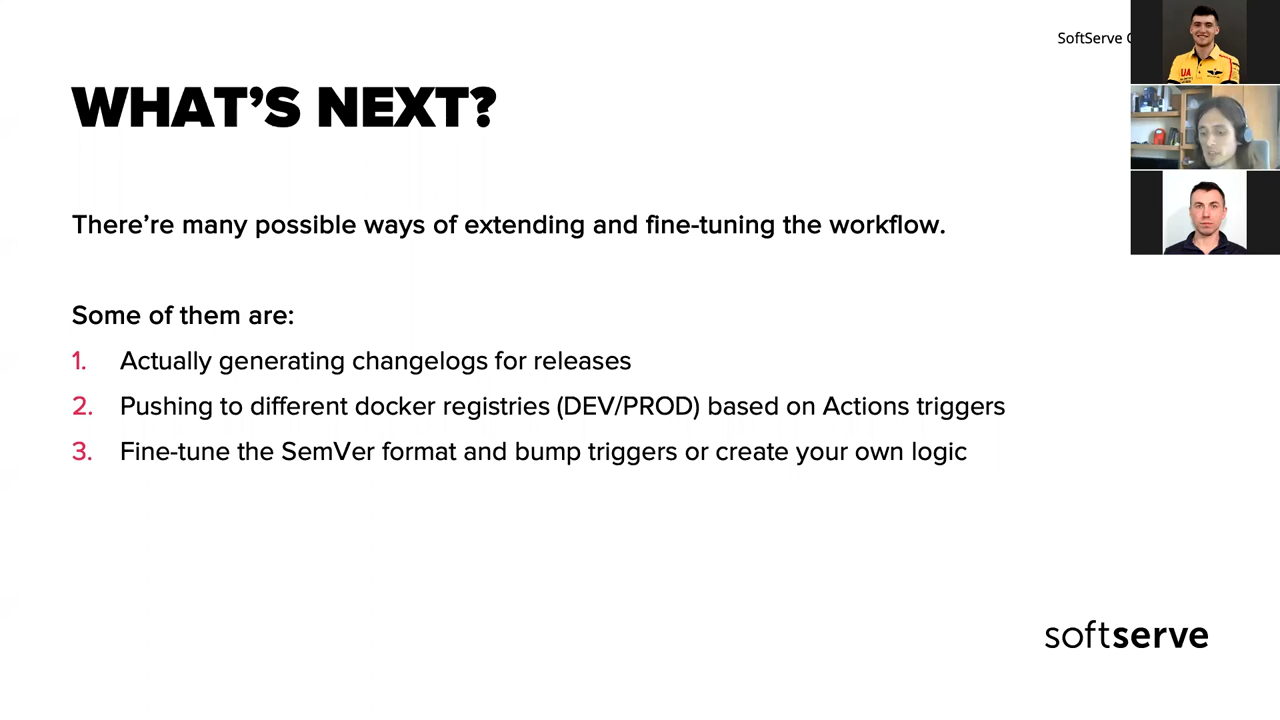 SoftServe
WHAT'S NEXT?
There're many possible ways of extending and fine-tuning the workflow.
Some of them are:
1. Actually generating changelogs for releases
2. Pushing to different docker registries (DEV/PROD) based on Actions triggers
3. Fine-tune the SemVer format and bump triggers or create your own logic
UA
softserve